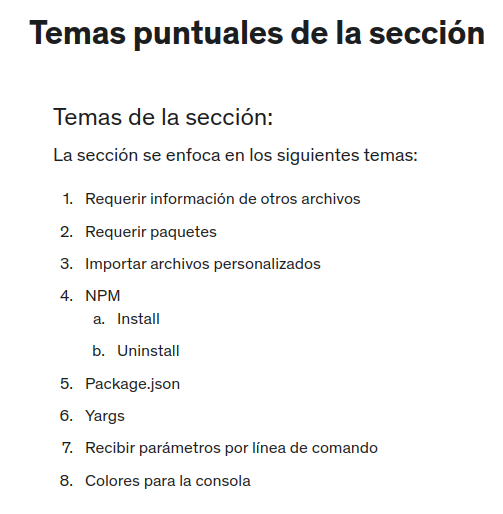 Temas puntuales de la sección
Temas de la sección:
La sección se enfoca en los siguientes temas:
1. Requerir información de otros archivos
2. Requerir paquetes
3. Importar archivos personalizados
4. NPM
a. Install
b. Uninstall
5. Package.json
6. Yargs
7. Recibir parámetros por línea de comando
8. Colores para la consola